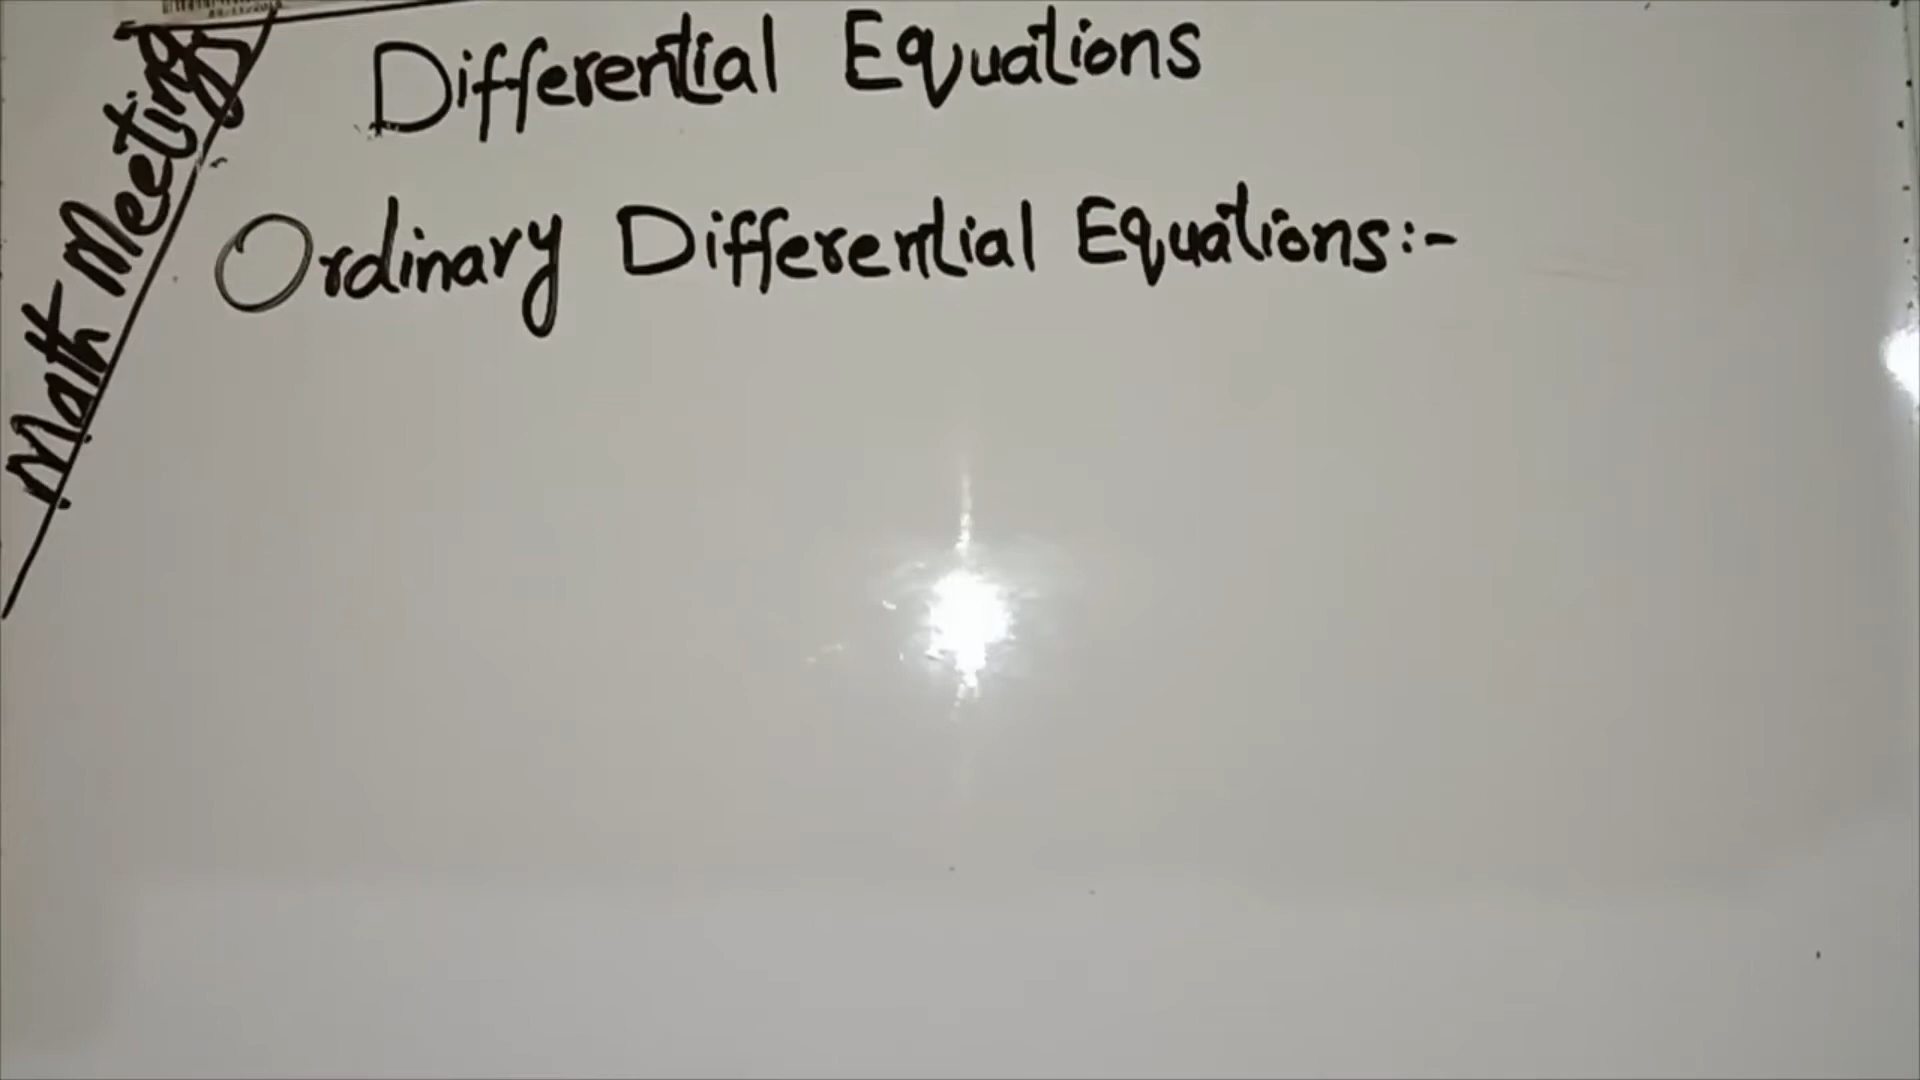 Math Meeting
Differential Equations
Ordinary Differential Equations:-